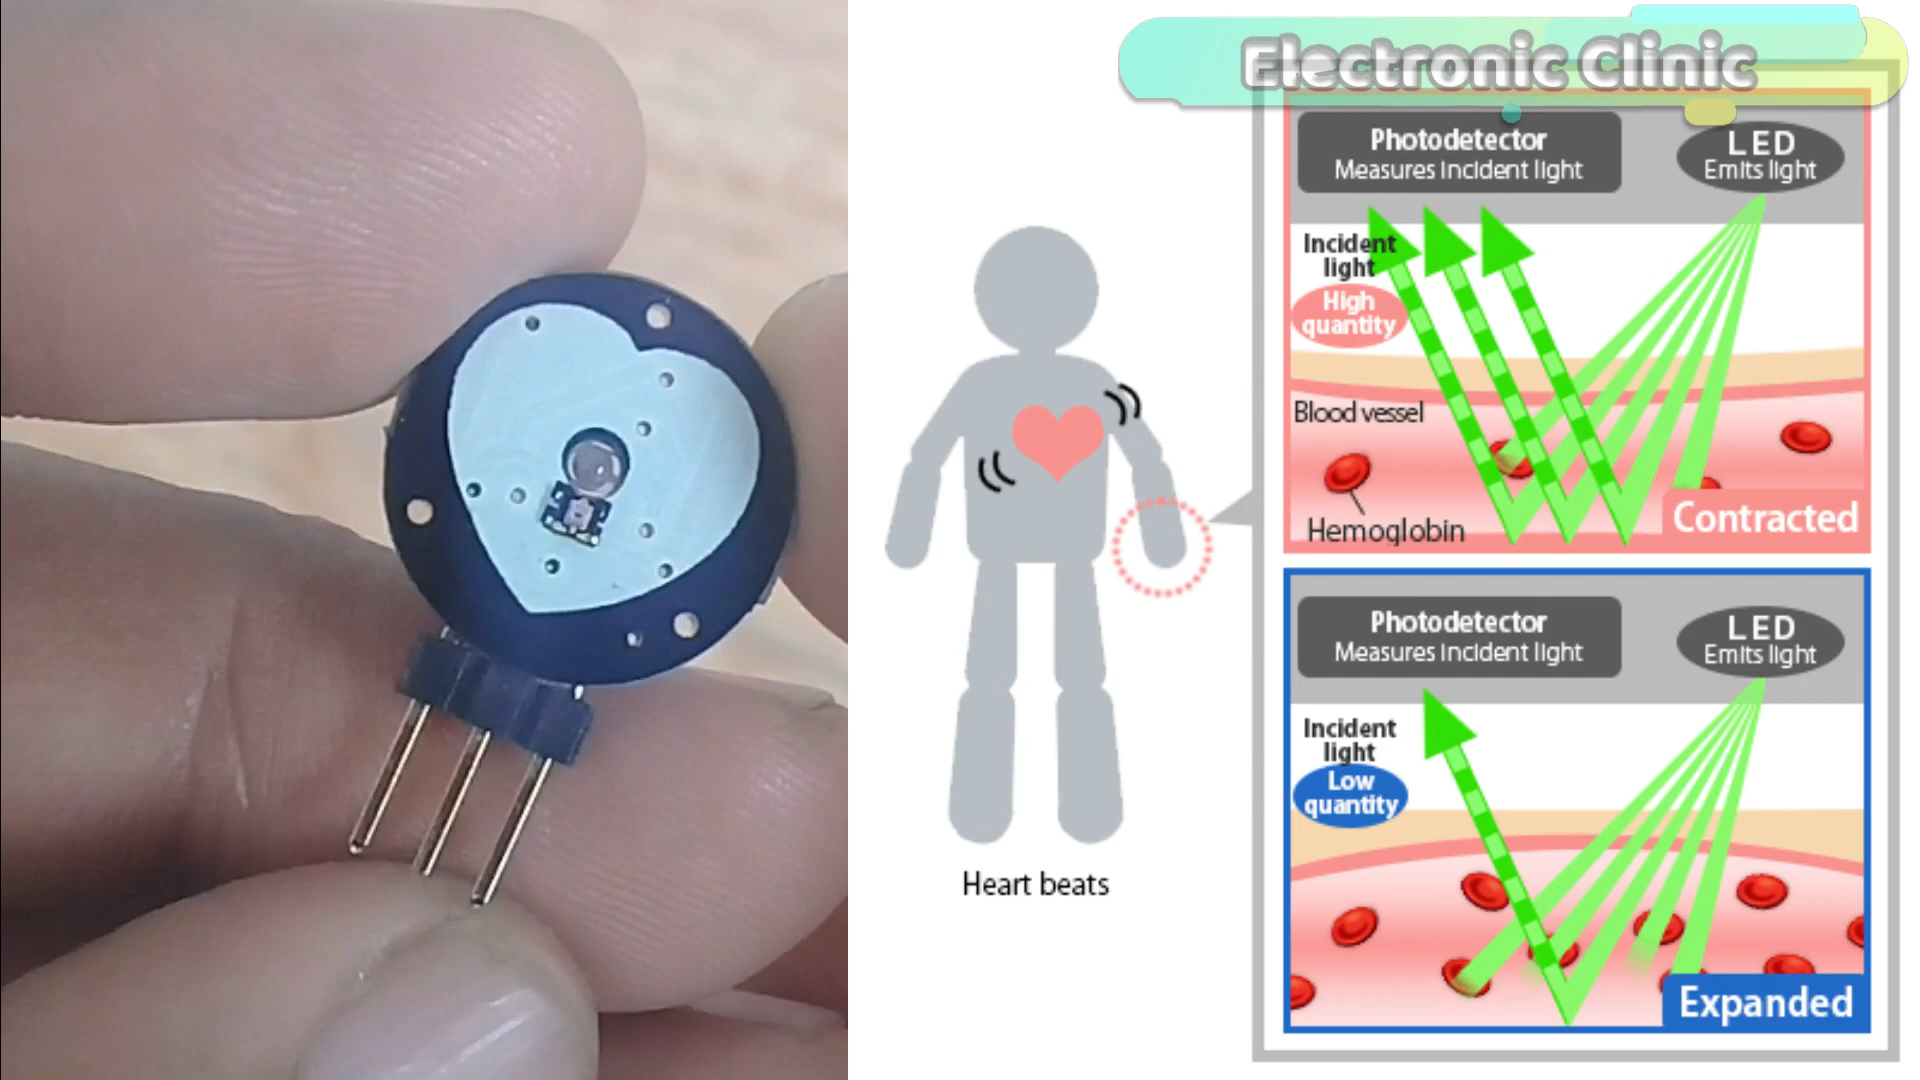 Electronic Clinic
Photodetector
Measures incident light
LED
Emits light
Incident
light
High
quantity
Blood vessel
Hemoglobin
Contracted
Photodetector
Measures incident light
LED
Emits light
Incident
light
Low
quantity
Expanded
Heart beats